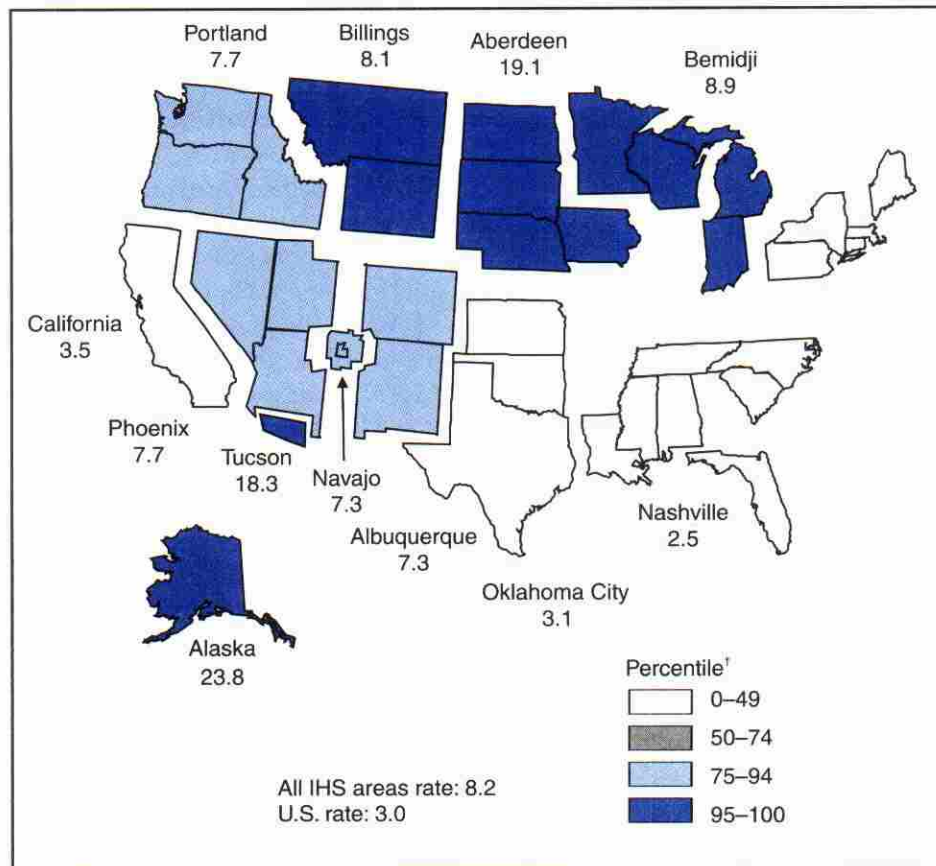 Portland
7.7
Billings
8.1
Aberdeen
19.1
Bemidji
8.9
California
3.5
Phoenix
7.7
Tucson
18.3
Navajo
7.3
Albuquerque
7.3
Oklahoma City
3.1
Nashville
2.5
Alaska
23.8
Percentile†
0–49
50–74
75–94
95–100
All IHS areas rate: 8.2
U.S. rate: 3.0